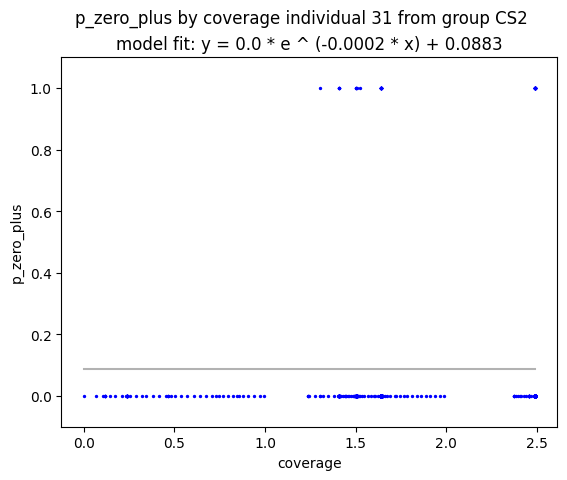 p_zero_plus by coverage individual 31 from group CS2
model fit: y = 0.0 * e ^ (-0.0002 * x) + 0.0883
1.0
0.8
0.6
0.4
0.2
0.0
p_zero_plus
0.0 0.5 1.0 1.5 2.0 2.5
coverage